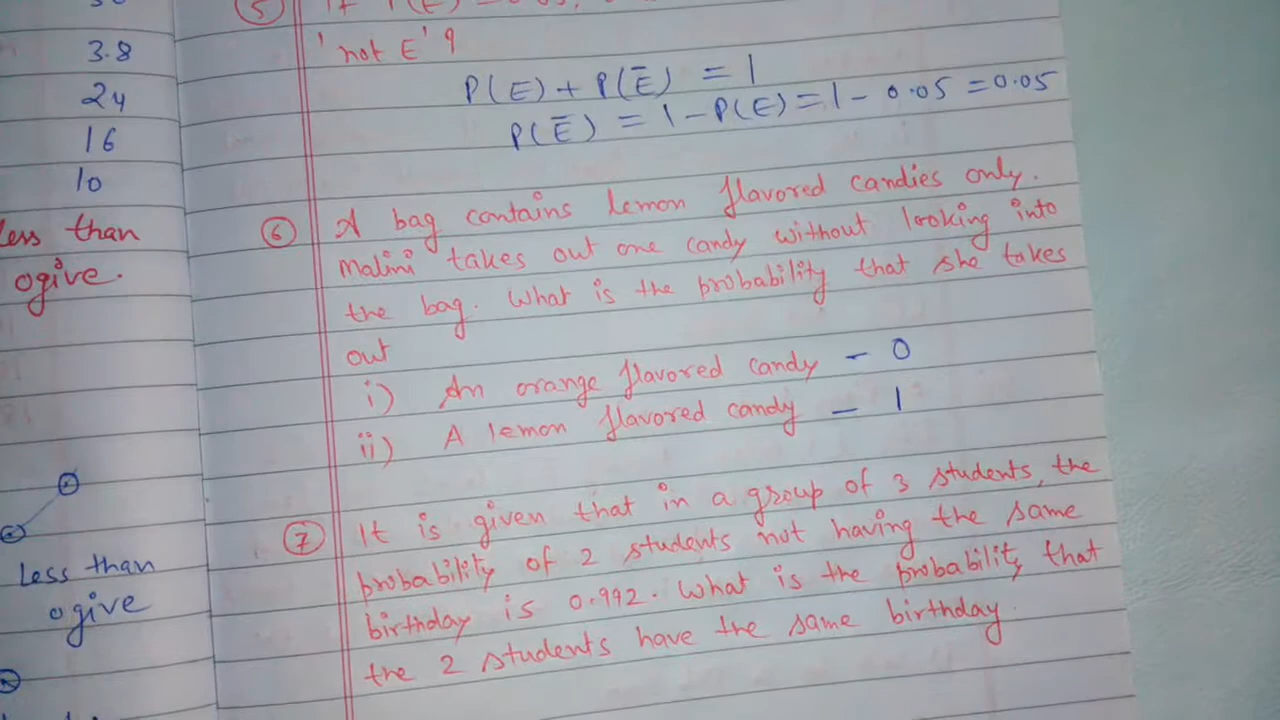 3.8
24
16
10
less than
ogive.
Less than
ogive
5
'not E' ?
P(E) + P(Ē) = 1
P(Ē) = 1 - P(E) = 1 - 0.05 = 0.05
6 A bag contains lemon flavored candies only.
Malini takes out one candy without looking into
the bag. What is the probability that she takes
out
i) An orange flavored candy - 0
ii) A lemon flavored candy - 1
7 It is given that in a group of 3 students, the
probability of 2 students not having the same
birthday is 0.992. What is the probability that
the 2 students have the same birthday.